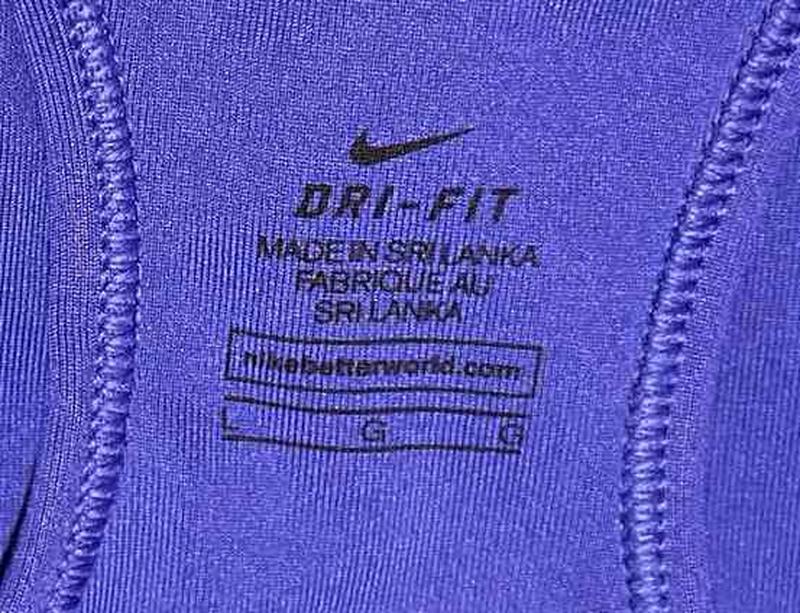 DRI-FIT
MADE IN SRI LANKA
FABRIQUE AU
SRI LANKA
nikebetterworld.com
L G G